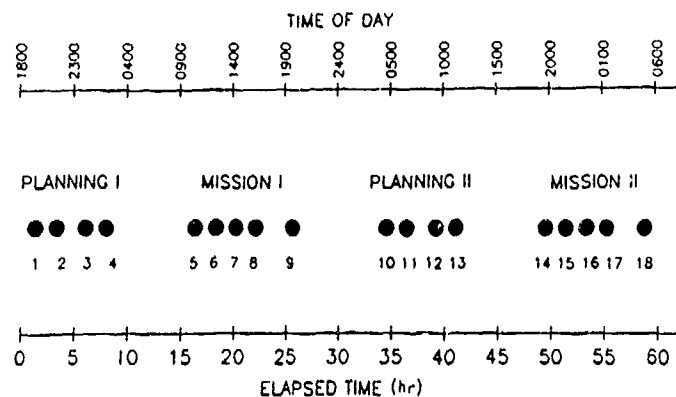 TIME OF DAY
1800 2300 0400 0900 1400 1900 2400 0500 1000 1500 2000 0100 0600
PLANNING I MISSION I PLANNING II MISSION II
1 2 3 4 5 6 7 8 9 10 11 12 13 14 15 16 17 18
0 5 10 15 20 25 30 35 40 45 50 55 60
ELAPSED TIME (hr)